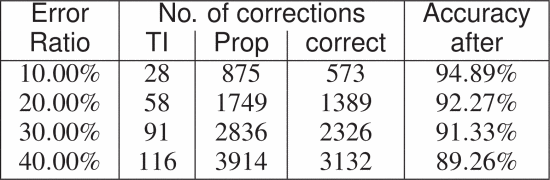 Error No. of corrections Accuracy
Ratio TI Prop correct after
10.00% 28 875 573 94.89%
20.00% 58 1749 1389 92.27%
30.00% 91 2836 2326 91.33%
40.00% 116 3914 3132 89.26%